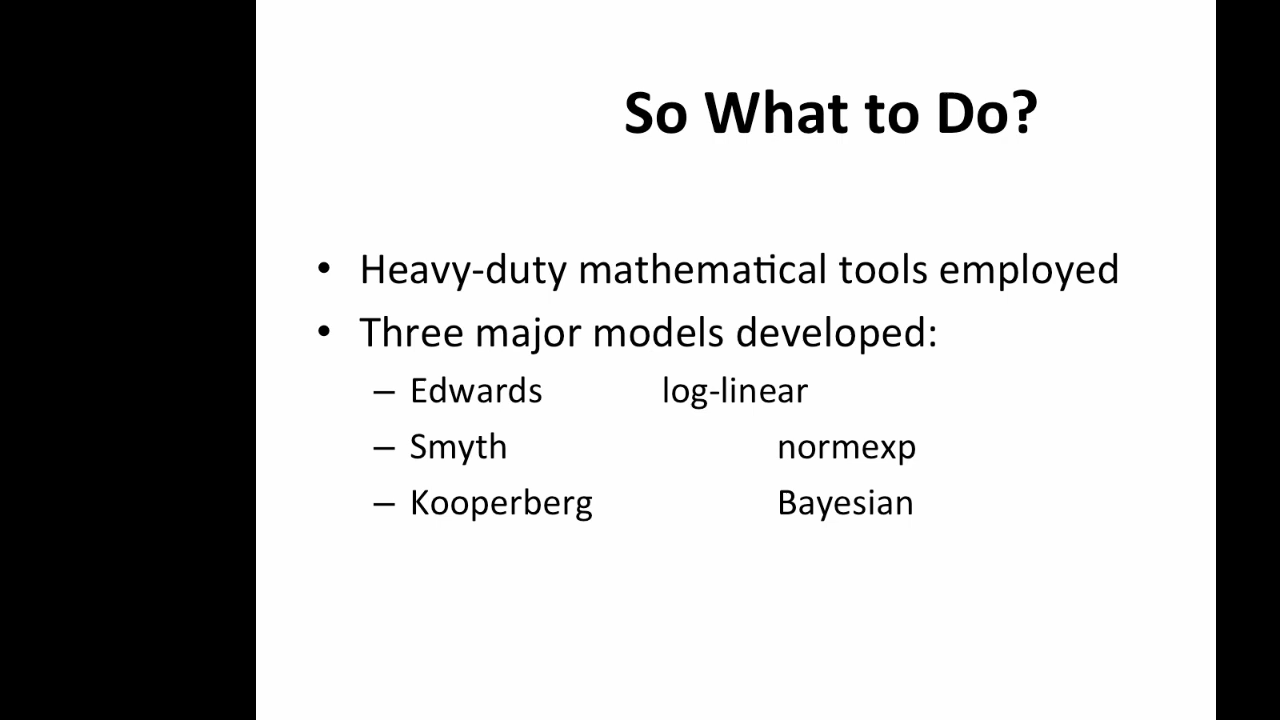 So What to Do?
• Heavy-duty mathematical tools employed
• Three major models developed:
– Edwards log-linear
– Smyth normexp
– Kooperberg Bayesian